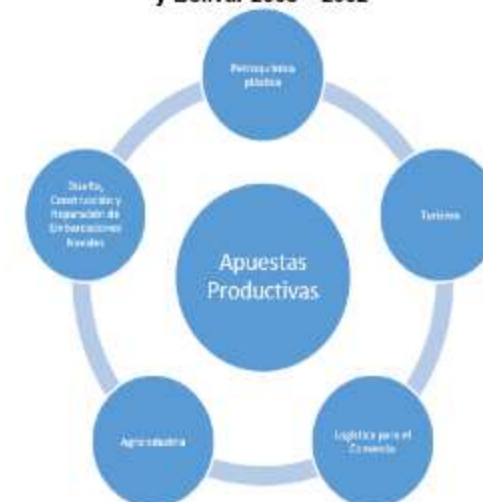 y Bolívar 2008 – 2032
Petroquímica
plástica
Diseño,
Construcción y
Reparación de
Embarcaciones
Navales
Turismo
Apuestas
Productivas
Agroindustria
Logística para el
Comercio